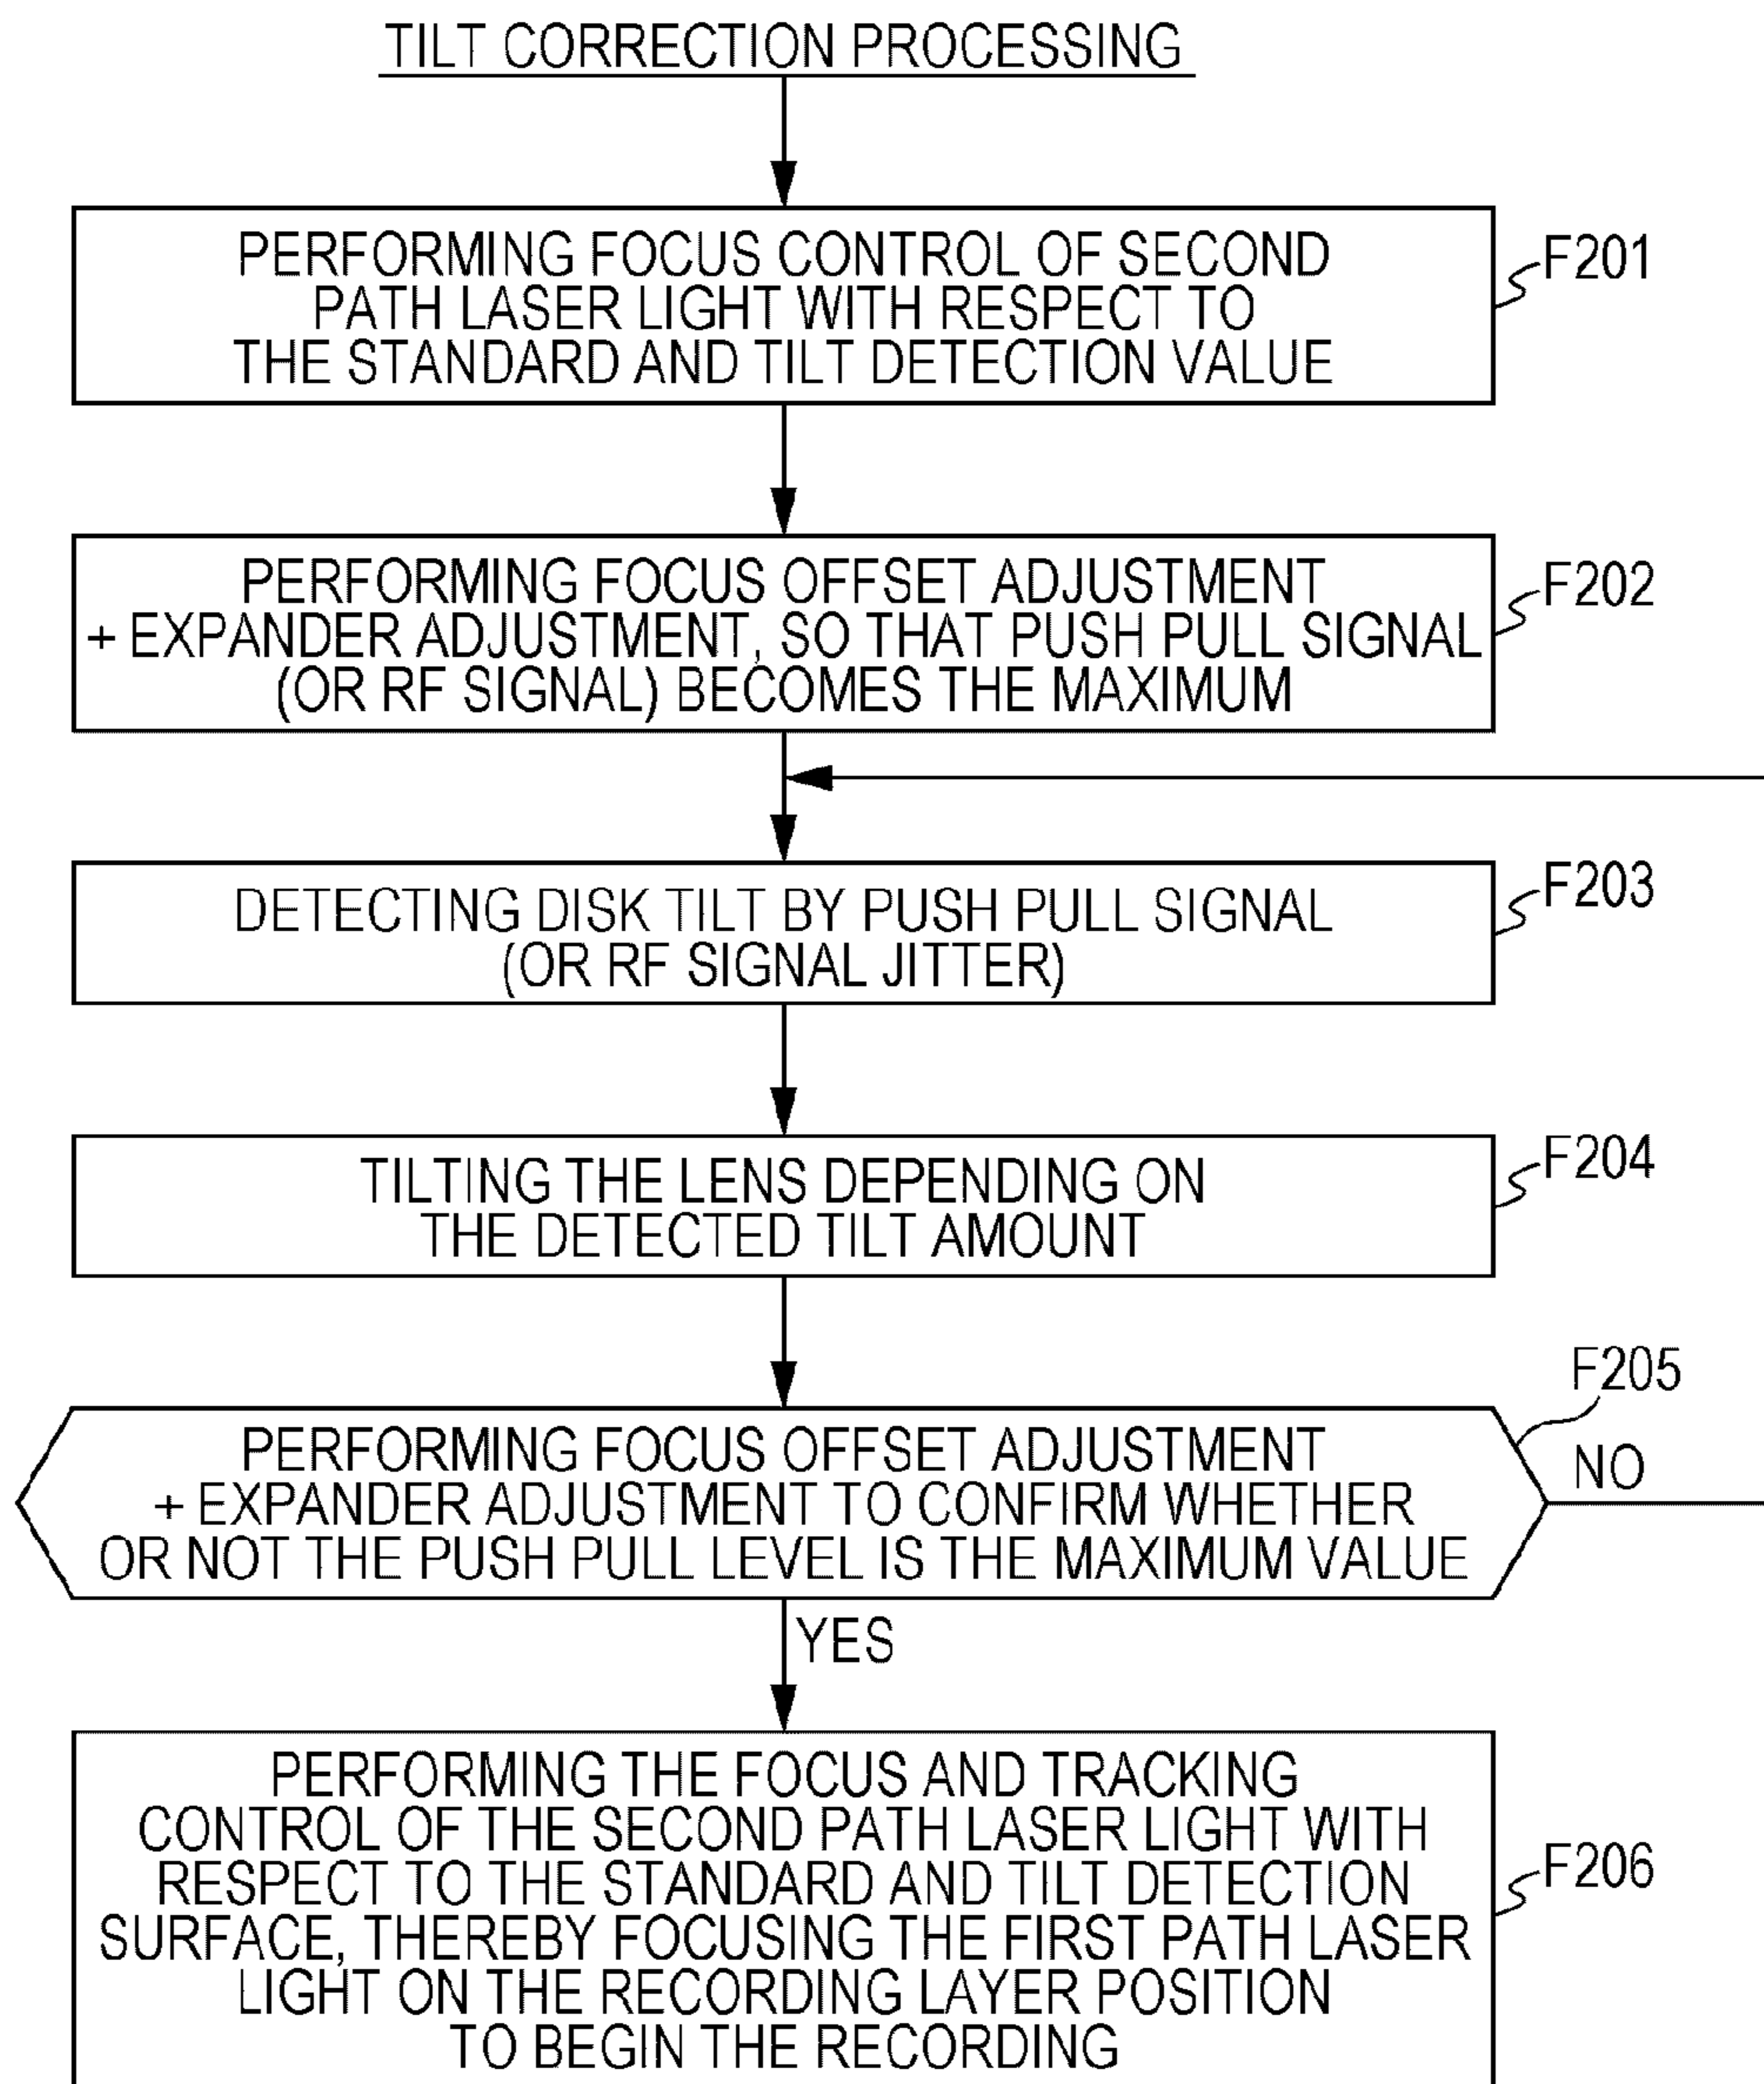 TILT CORRECTION PROCESSING
PERFORMING FOCUS CONTROL OF SECOND
PATH LASER LIGHT WITH RESPECT TO
THE STANDARD AND TILT DETECTION VALUE
F201
PERFORMING FOCUS OFFSET ADJUSTMENT
+ EXPANDER ADJUSTMENT, SO THAT PUSH PULL SIGNAL
(OR RF SIGNAL) BECOMES THE MAXIMUM
F202
DETECTING DISK TILT BY PUSH PULL SIGNAL
(OR RF SIGNAL JITTER)
F203
TILTING THE LENS DEPENDING ON
THE DETECTED TILT AMOUNT
F204
PERFORMING FOCUS OFFSET ADJUSTMENT
+ EXPANDER ADJUSTMENT TO CONFIRM WHETHER
OR NOT THE PUSH PULL LEVEL IS THE MAXIMUM VALUE
F205
NO
YES
PERFORMING THE FOCUS AND TRACKING
CONTROL OF THE SECOND PATH LASER LIGHT WITH
RESPECT TO THE STANDARD AND TILT DETECTION
SURFACE, THEREBY FOCUSING THE FIRST PATH LASER
LIGHT ON THE RECORDING LAYER POSITION
TO BEGIN THE RECORDING
F206